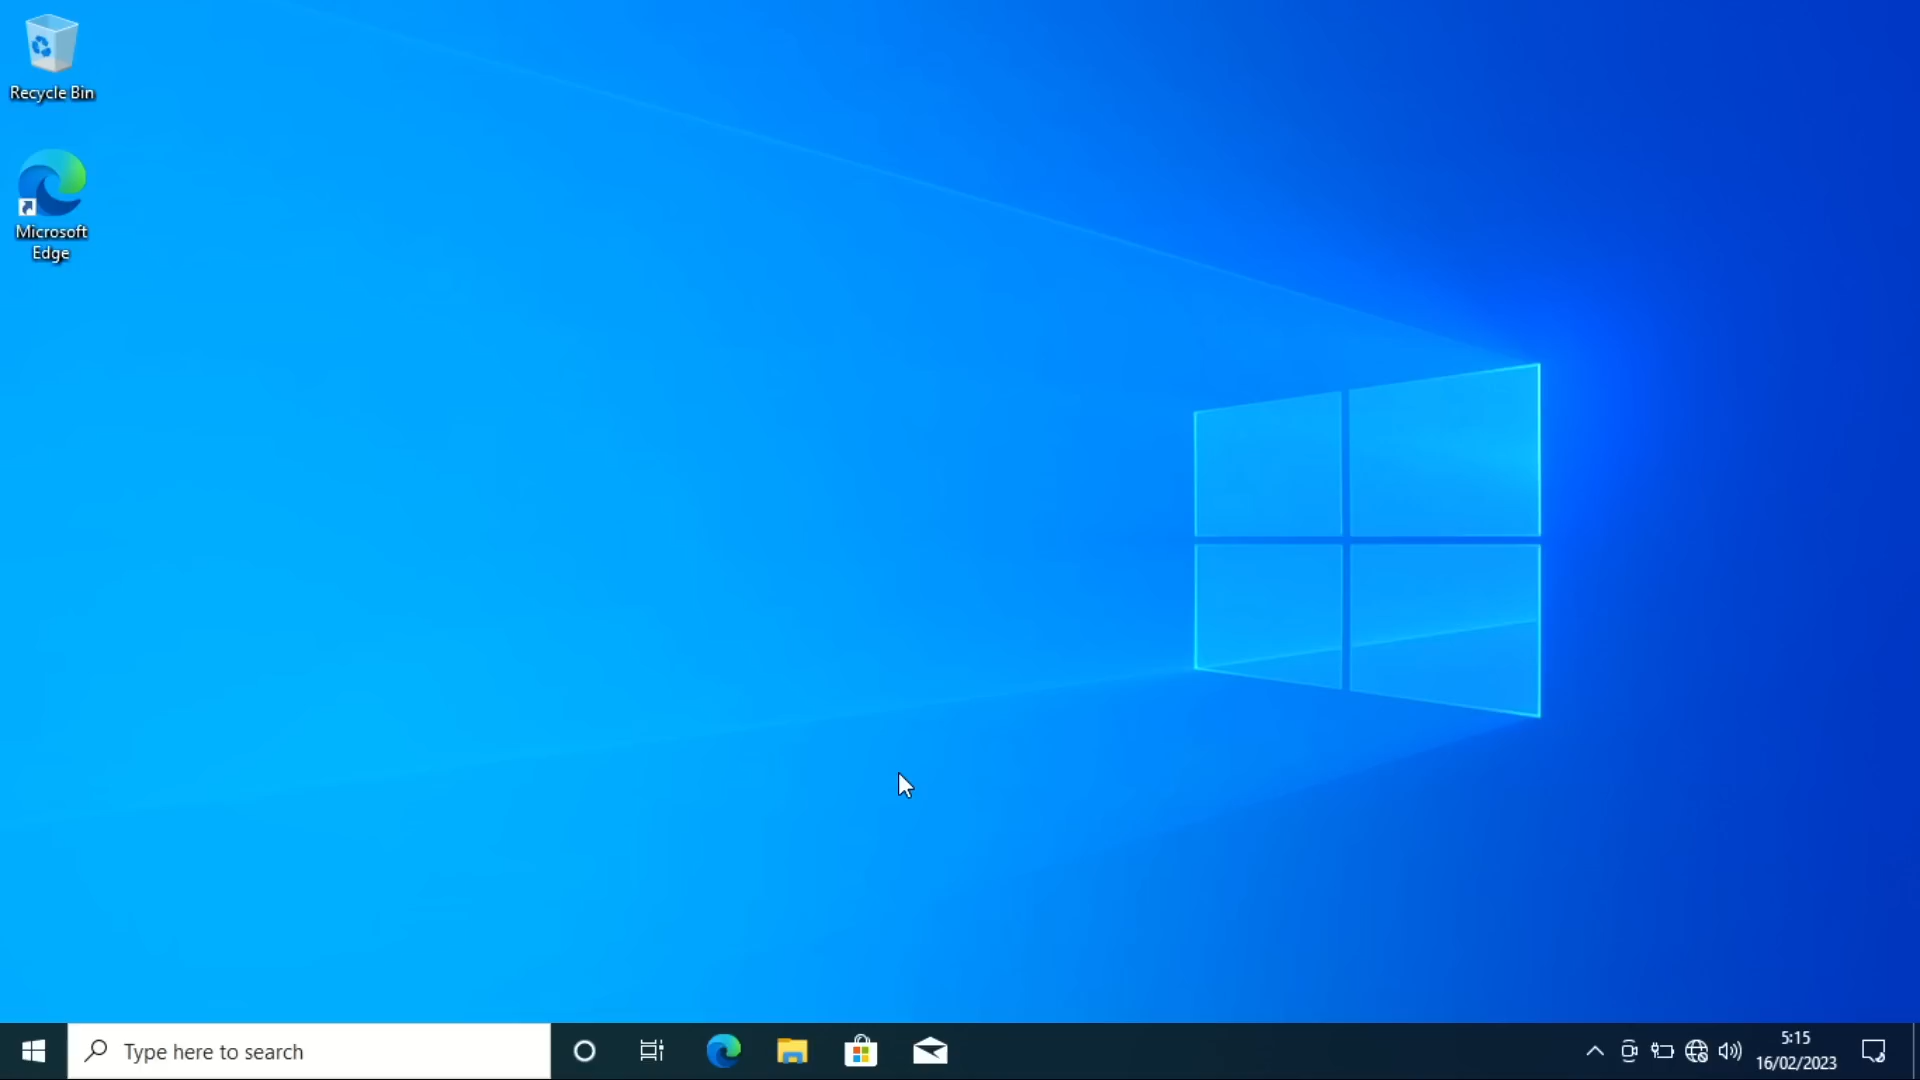 Recycle Bin
Microsoft
Edge
Type here to search
5:15
16/02/2023